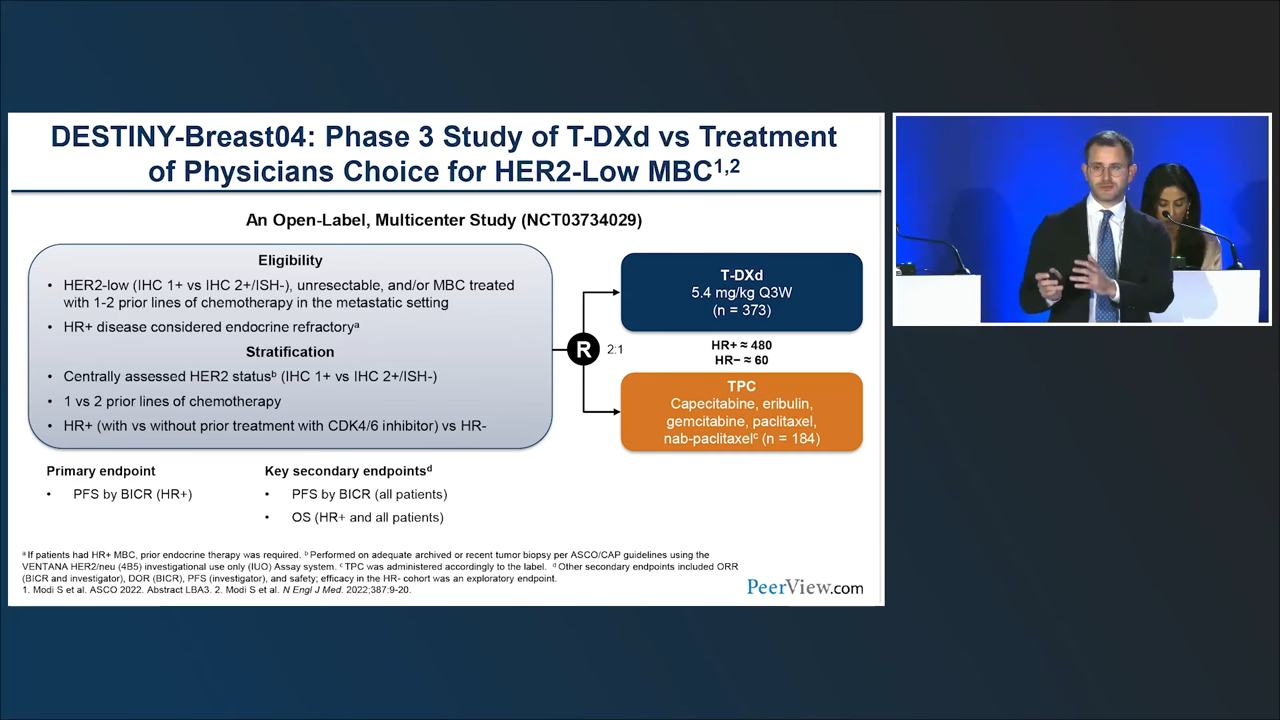 DESTINY-Breast04: Phase 3 Study of T-DXd vs Treatment
of Physicians Choice for HER2-Low MBC1,2
An Open-Label, Multicenter Study (NCT03734029)
Eligibility
• HER2-low (IHC 1+ vs IHC 2+/ISH-), unresectable, and/or MBC treated
with 1-2 prior lines of chemotherapy in the metastatic setting
• HR+ disease considered endocrine refractorya
Stratification
• Centrally assessed HER2 statusb (IHC 1+ vs IHC 2+/ISH-)
• 1 vs 2 prior lines of chemotherapy
• HR+ (with vs without prior treatment with CDK4/6 inhibitor) vs HR-
R
2:1
T-DXd
5.4 mg/kg Q3W
(n = 373)
HR+ ≈ 480
HR− ≈ 60
TPC
Capecitabine, eribulin,
gemcitabine, paclitaxel,
nab-paclitaxelc (n = 184)
Primary endpoint
• PFS by BICR (HR+)
Key secondary endpointsd
• PFS by BICR (all patients)
• OS (HR+ and all patients)
a If patients had HR+ MBC, prior endocrine therapy was required. b Performed on adequate archived or recent tumor biopsy per ASCO/CAP guidelines using the
VENTANA HER2/neu (4B5) investigational use only (IUO) Assay system. c TPC was administered accordingly to the label. d Other secondary endpoints included ORR
(BICR and investigator), DOR (BICR), PFS (investigator), and safety; efficacy in the HR- cohort was an exploratory endpoint.
1. Modi S et al. ASCO 2022. Abstract LBA3. 2. Modi S et al. N Engl J Med. 2022;387:9-20.
PeerView.com